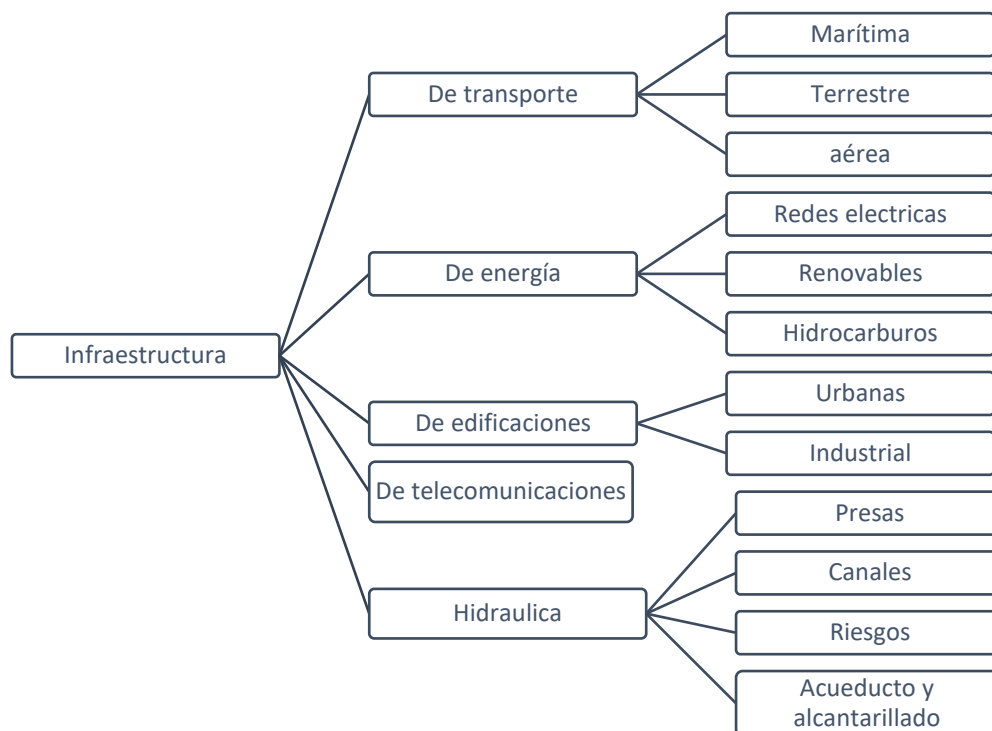 Infraestructura
De transporte
Marítima
Terrestre
aérea
De energía
Redes electricas
Renovables
Hidrocarburos
De edificaciones
Urbanas
Industrial
De telecomunicaciones
Hidraulica
Presas
Canales
Riesgos
Acueducto y
alcantarillado